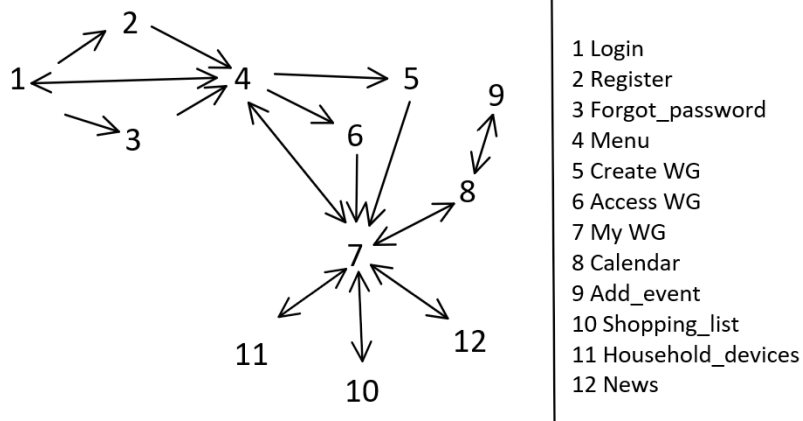 2
1
4
5
9
3
6
8
7
11
12
10
1 Login
2 Register
3 Forgot_password
4 Menu
5 Create WG
6 Access WG
7 My WG
8 Calendar
9 Add_event
10 Shopping_list
11 Household_devices
12 News